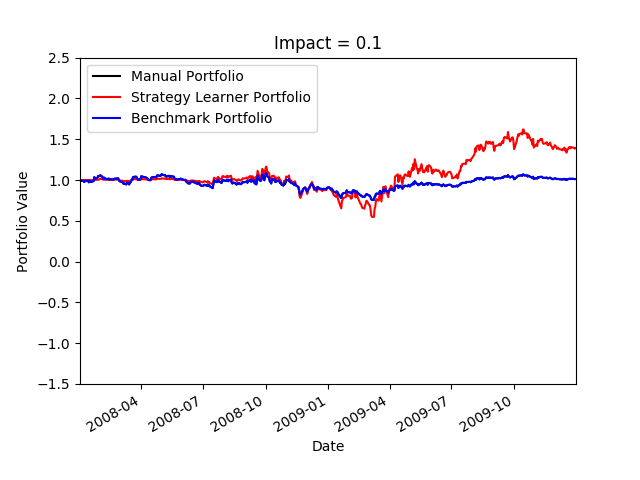 Impact = 0.1
Manual Portfolio
Strategy Learner Portfolio
Benchmark Portfolio
Portfolio Value
2.5
2.0
1.5
1.0
0.5
0.0
−0.5
−1.0
−1.5
2008-04
2008-07
2008-10
2009-01
2009-04
2009-07
2009-10
Date